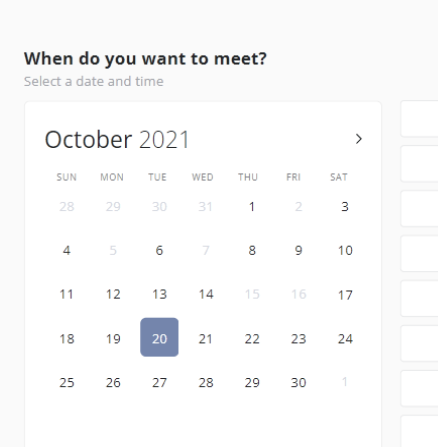 When do you want to meet?
Select a date and time
October 2021 >
SUN MON TUE WED THU FRI SAT
28 29 30 31 1 2 3
4 5 6 7 8 9 10
11 12 13 14 15 16 17
18 19 20 21 22 23 24
25 26 27 28 29 30 1